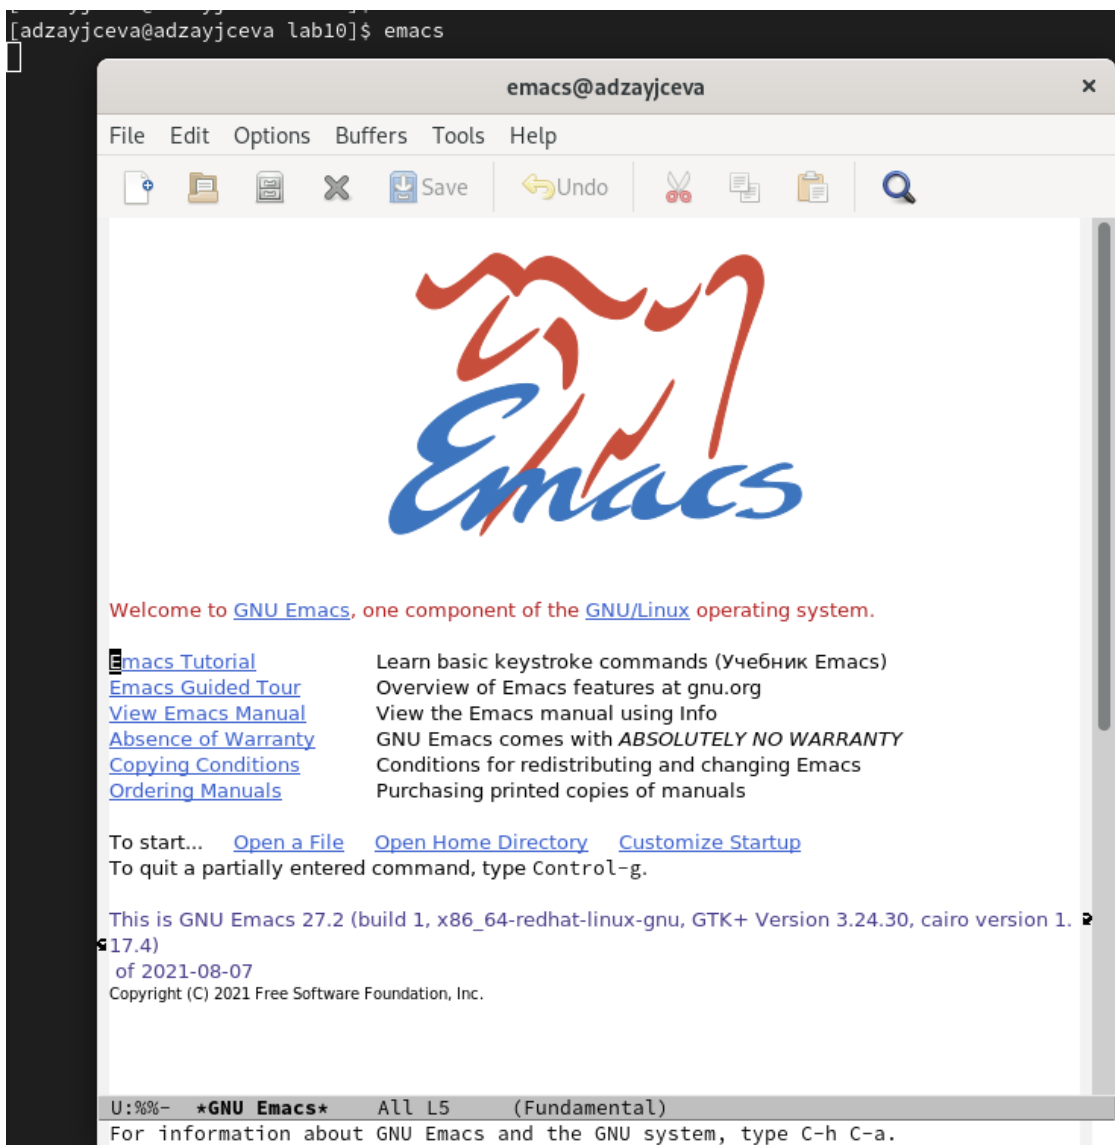 [adzayjceva@adzayjceva lab10]$ emacs
emacs@adzayjceva
File Edit Options Buffers Tools Help
Save Undo
Emacs
Welcome to GNU Emacs, one component of the GNU/Linux operating system.
Emacs Tutorial Learn basic keystroke commands (Учебник Emacs)
Emacs Guided Tour Overview of Emacs features at gnu.org
View Emacs Manual View the Emacs manual using Info
Absence of Warranty GNU Emacs comes with ABSOLUTELY NO WARRANTY
Copying Conditions Conditions for redistributing and changing Emacs
Ordering Manuals Purchasing printed copies of manuals
To start... Open a File Open Home Directory Customize Startup
To quit a partially entered command, type Control-g.
This is GNU Emacs 27.2 (build 1, x86_64-redhat-linux-gnu, GTK+ Version 3.24.30, cairo version 1.
17.4)
of 2021-08-07
Copyright (C) 2021 Free Software Foundation, Inc.
U:%%- *GNU Emacs* All L5 (Fundamental)
For information about GNU Emacs and the GNU system, type C-h C-a.